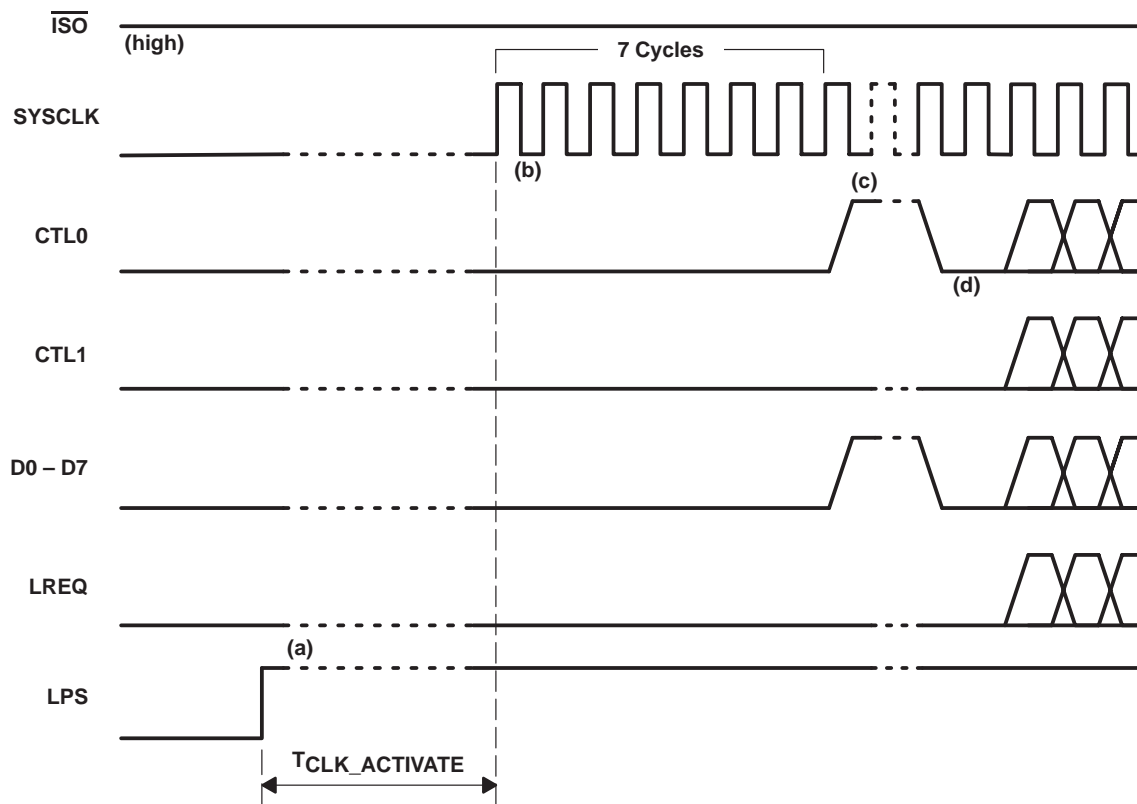 ISO
(high)
7 Cycles
SYSCLK
(b)
(c)
CTL0
(d)
CTL1
D0 – D7
LREQ
(a)
LPS
TCLK_ACTIVATE